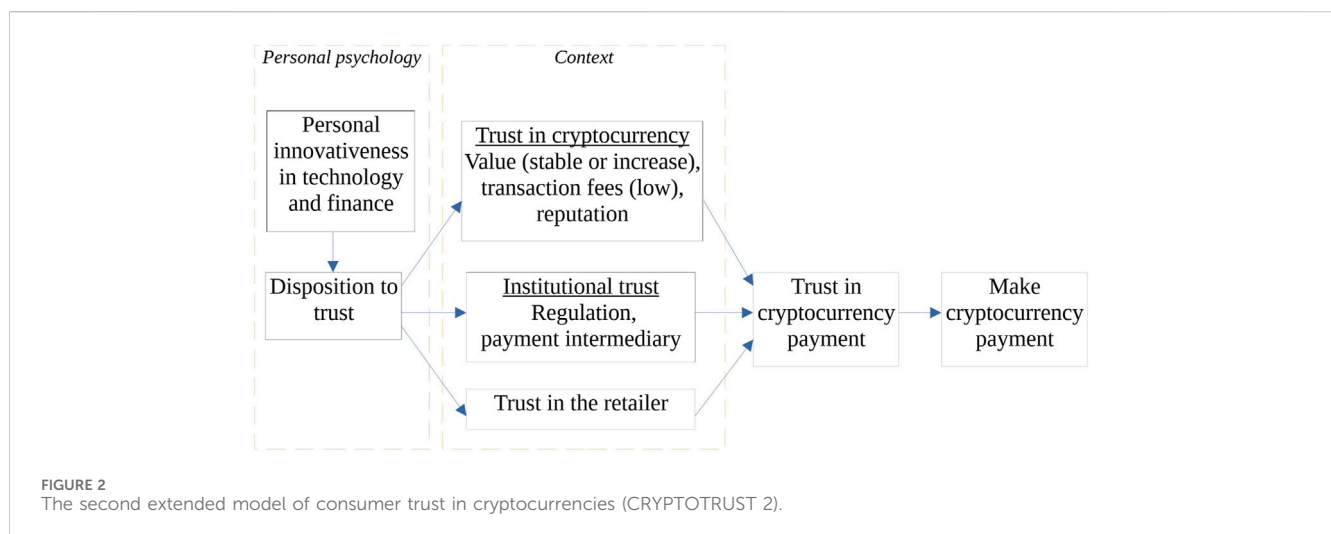 Personal psychology
Context
Personal
innovativeness
in technology
and finance
Disposition to
trust
Trust in cryptocurrency
Value (stable or increase),
transaction fees (low),
reputation
Institutional trust
Regulation,
payment intermediary
Trust in the retailer
Trust in
cryptocurrency
payment
Make
cryptocurrency
payment
FIGURE 2
The second extended model of consumer trust in cryptocurrencies (CRYPTOTRUST 2).